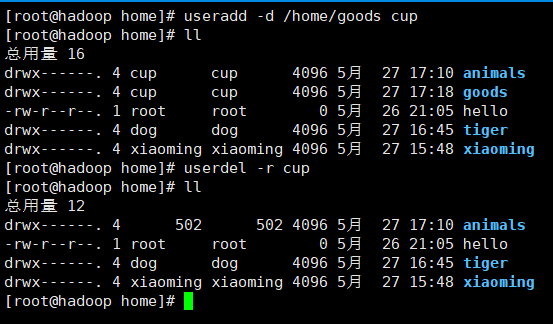 [root@hadoop home]# useradd -d /home/goods cup
[root@hadoop home]# ll
总用量 16
drwx------. 4 cup      cup      4096 5月  27 17:10 animals
drwx------. 4 cup      cup      4096 5月  27 17:18 goods
-rw-r--r--. 1 root     root        0 5月  26 21:05 hello
drwx------. 4 dog      dog      4096 5月  27 16:45 tiger
drwx------. 4 xiaoming xiaoming 4096 5月  27 15:48 xiaoming
[root@hadoop home]# userdel -r cup
[root@hadoop home]# ll
总用量 12
drwx------. 4      502      502 4096 5月  27 17:10 animals
-rw-r--r--. 1 root     root        0 5月  26 21:05 hello
drwx------. 4 dog      dog      4096 5月  27 16:45 tiger
drwx------. 4 xiaoming xiaoming 4096 5月  27 15:48 xiaoming
[root@hadoop home]#